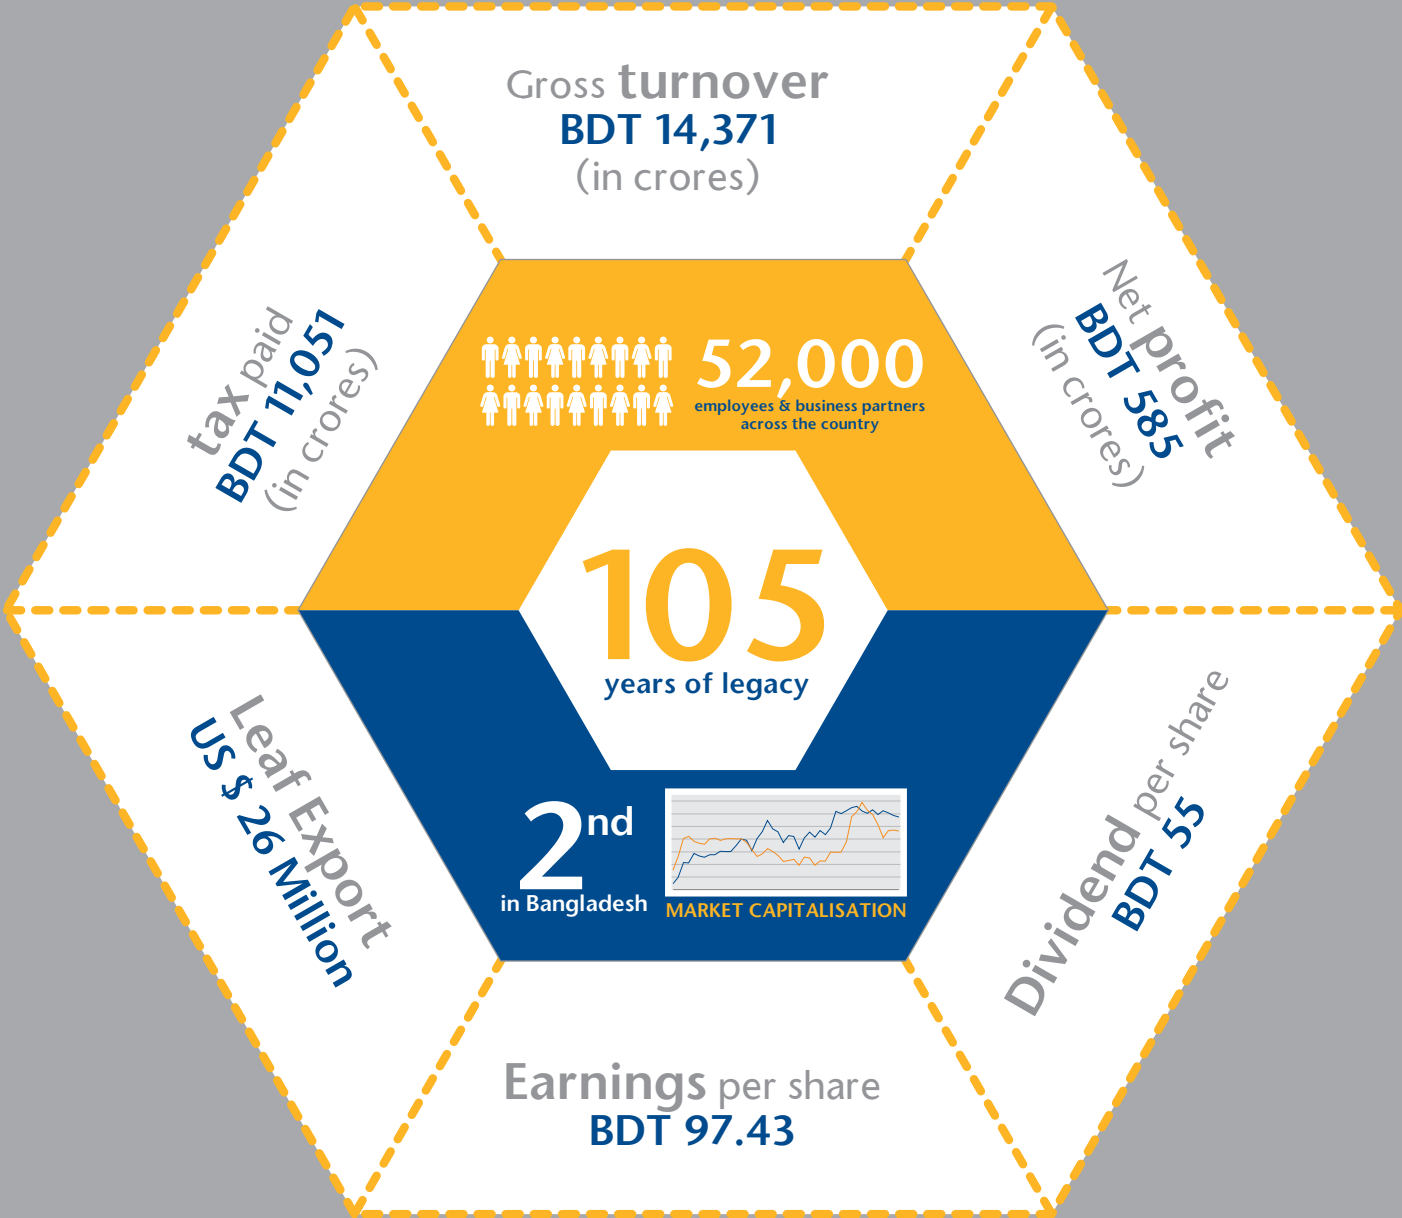 Gross turnover
BDT 14,371
(in crores)
Net profit
BDT 585
(in crores)
tax paid
BDT 11,051
(in crores)
52,000
employees & business partners
across the country
105
years of legacy
2nd
in Bangladesh
MARKET CAPITALISATION
Leaf Export
US $ 26 Million
Dividend per share
BDT 55
Earnings per share
BDT 97.43